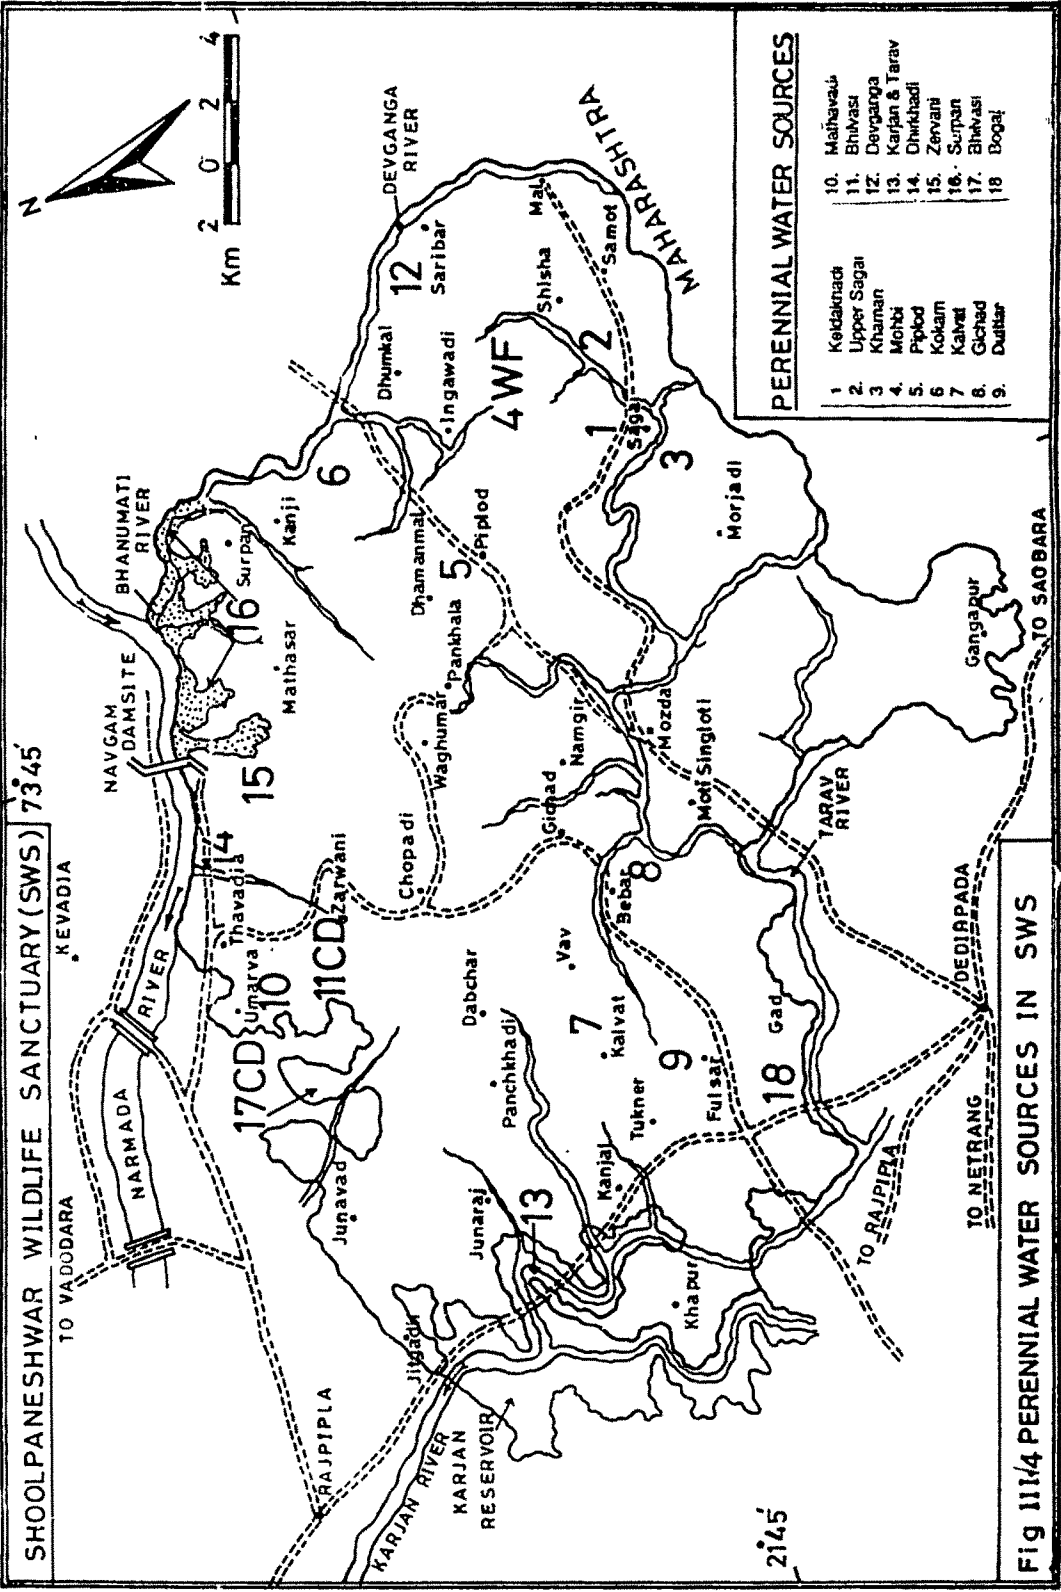 SHOOLPANESHWAR WILDLIFE SANCTUARY (SWS)
73 45'
N
Km
2 0 2 4
TO VADODARA
KEVADIA
NAVGAM
DAMSITE
BHANUMATI
RIVER
NARMADA
RIVER
DEVGANGA
RIVER
RAJPIPLA
17CD
Umarva
10
Thavadia
14
11CD
Zarwani
15
16
Mathasar
Surpan
Kanji
6
Dhumkal
12
Saribar
Junavad
Jitgadh
Chopadi
Waghumar
Pankhala
Dhamanmal
5
Piplod
Ingawadi
4 WF
Shisha
Mal
Samot
2
1
Sagai
3
MAHARASHTRA
Morjadi
KARJAN RIVER
KARJAN
RESERVOIR
Junaraj
13
Panchkhadi
Dabchar
Vav
7
Kalvat
Gichad
Namgir
Bebar
8
Mozda
Moti Singloti
Kanjal
Tukner
9
Fulsar
Khapur
18
Gad
TARAV
RIVER
Gangapur
TO SAGBARA
DEDIAPADA
TO RAJPIPLA
TO NETRANG
21 45'
PERENNIAL WATER SOURCES
1 Keldaknadi
2. Upper Sagai
3 Khaman
4. Mohbi
5. Piplod
6 Kokam
7 Kalvat
8. Gichad
9.
10. Mathavadi
11. Bhilvasi
12. Devganga
13. Karjan & Tarav
14. Dhirkhadi
15. Zervani
16. Surpan
17. Bhilvasi
18 Bogaj
Fig III/4 PERENNIAL WATER SOURCES IN SWS